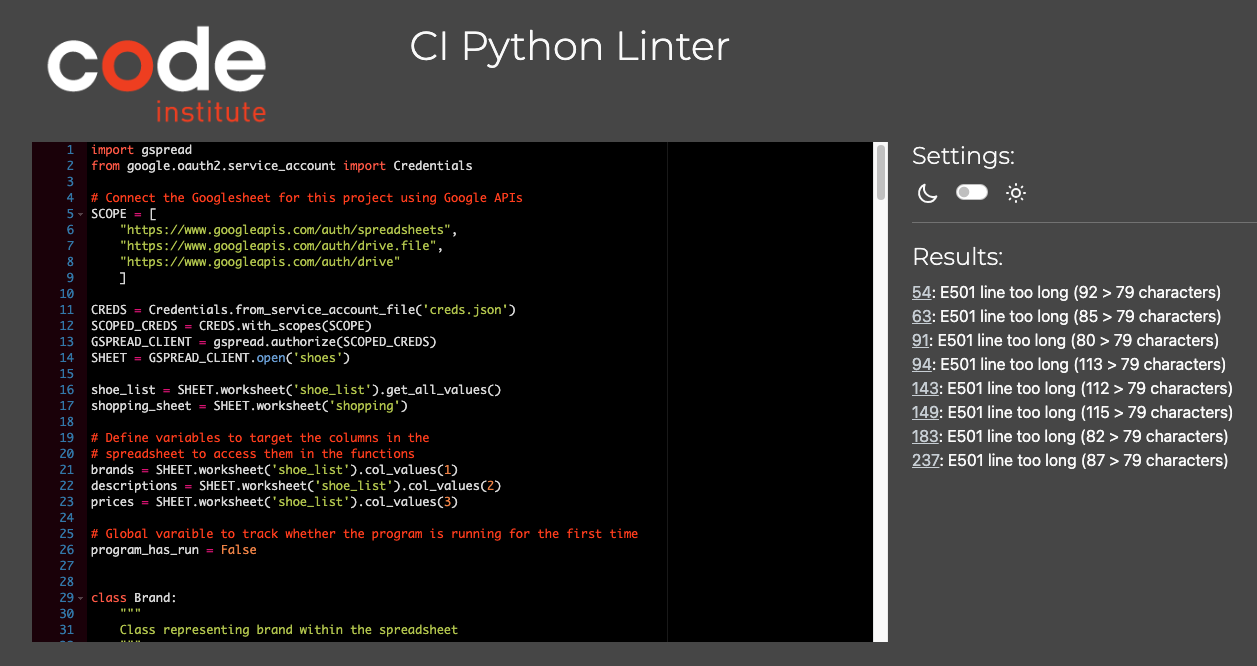 code
institute
CI Python Linter
1 import gspread
2 from google.oauth2.service_account import Credentials
3
4 # Connect the Googlesheet for this project using Google APIs
5 SCOPE = [
6     "https://www.googleapis.com/auth/spreadsheets",
7     "https://www.googleapis.com/auth/drive.file",
8     "https://www.googleapis.com/auth/drive"
9     ]
10
11 CREDS = Credentials.from_service_account_file('creds.json')
12 SCOPED_CREDS = CREDS.with_scopes(SCOPE)
13 GSPREAD_CLIENT = gspread.authorize(SCOPED_CREDS)
14 SHEET = GSPREAD_CLIENT.open('shoes')
15
16 shoe_list = SHEET.worksheet('shoe_list').get_all_values()
17 shopping_sheet = SHEET.worksheet('shopping')
18
19 # Define variables to target the columns in the
20 # spreadsheet to access them in the functions
21 brands = SHEET.worksheet('shoe_list').col_values(1)
22 descriptions = SHEET.worksheet('shoe_list').col_values(2)
23 prices = SHEET.worksheet('shoe_list').col_values(3)
24
25 # Global varaible to track whether the program is running for the first time
26 program_has_run = False
27
28
29 class Brand:
30     """
31     Class representing brand within the spreadsheet
Settings:
Results:
54: E501 line too long (92 > 79 characters)
63: E501 line too long (85 > 79 characters)
91: E501 line too long (80 > 79 characters)
94: E501 line too long (113 > 79 characters)
143: E501 line too long (112 > 79 characters)
149: E501 line too long (115 > 79 characters)
183: E501 line too long (82 > 79 characters)
237: E501 line too long (87 > 79 characters)